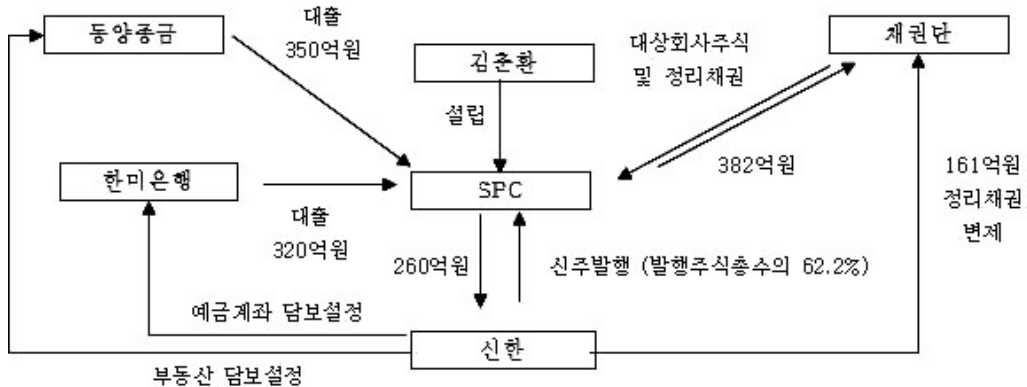 동양종금
대출
350억원
김춘환
대상회사주식
및 정리채권
채권단
설립
382억원
161억원
정리채권
변제
한미은행
대출
320억원
SPC
260억원
신주발행 (발행주식총수의 62.2%)
예금계좌 담보설정
신한
부동산 담보설정